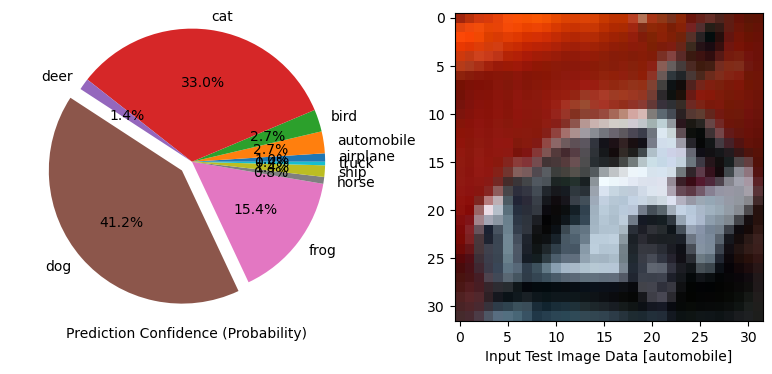 cat
deer
33.0%
bird
1.4%
2.7%
automobile
2.7%
airplane
truck
ship
0.8%
horse
15.4%
41.2%
frog
dog
Prediction Confidence (Probability)
0
5
10
15
20
25
30
0 5 10 15 20 25 30
Input Test Image Data [automobile]